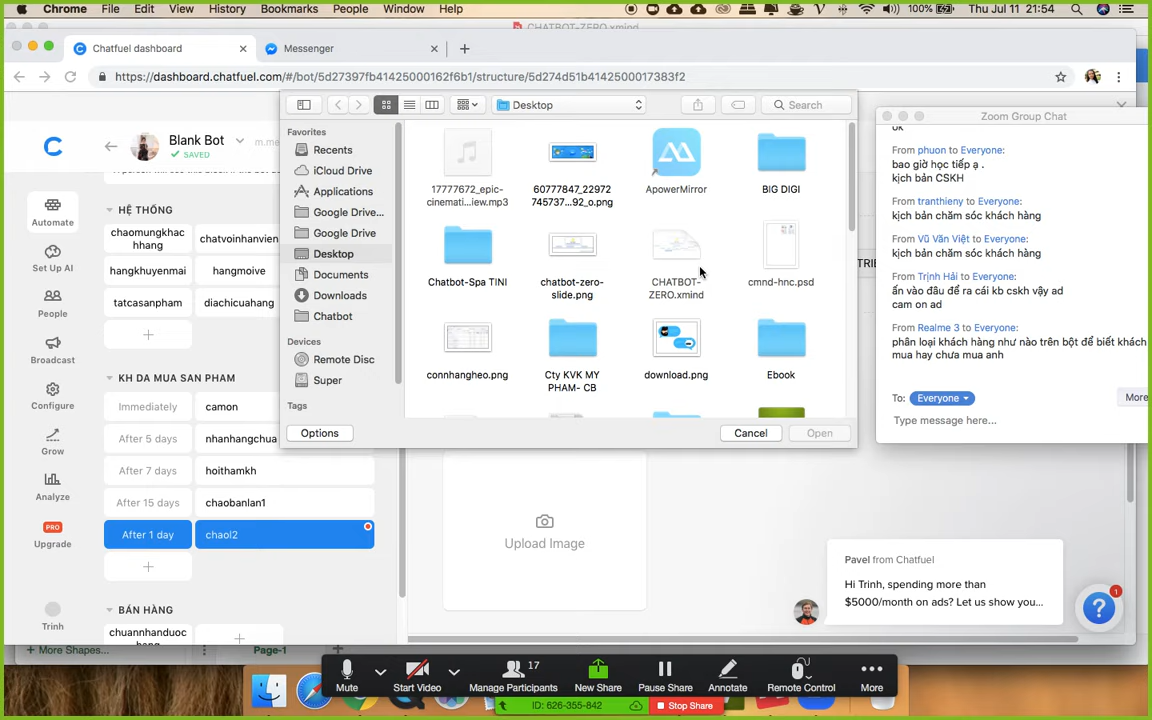 Chrome File Edit View History Bookmarks People Window Help 100% Thu Jul 11 21:54
CHATBOT-ZERO.xmind
Chatfuel dashboard
Messenger
https://dashboard.chatfuel.com/#/bot/5d27397fb41425000162f6b1/structure/5d274d51b4142500017383f2
Blank Bot
m.me
SAVED
Automate
Set Up AI
People
Broadcast
Configure
Grow
Analyze
PRO
Upgrade
Trinh
HỆ THỐNG
chaomungkhac
hhang
chatvoinhanvien
hangkhuyenmai
hangmoive
tatcasanpham
diachicuahang
KH DA MUA SAN PHAM
Immediately
camon
After 5 days
nhanhangchua
After 7 days
hoithamkh
After 15 days
chaobanlan1
After 1 day
chaol2
BÁN HÀNG
chuannhanduoc
hang
Desktop
Search
Favorites
Recents
iCloud Drive
Applications
Google Drive...
Google Drive
Desktop
Documents
Downloads
Chatbot
Devices
Remote Disc
Super
Tags
17777672_epic-
cinemati...iew.mp3
60777847_22972
745737...92_o.png
ApowerMirror
BIG DIGI
Chatbot-Spa TINI
chatbot-zero-
slide.png
CHATBOT-
ZERO.xmind
cmnd-hnc.psd
connhangheo.png
Cty KVK MY
PHAM- CB
download.png
Ebook
Options
Cancel
Open
TRIE
Upload Image
Zoom Group Chat
ok
From phuon to Everyone:
bao giờ học tiếp ạ .
kịch bản CSKH
From tranthieny to Everyone:
kịch bản chăm sóc khách hàng
From Vũ Văn Việt to Everyone:
kịch bản chăm sóc khách hàng
From Trịnh Hải to Everyone:
ấn vào đâu để ra cái kb cskh vậy ad
cam on ad
From Realme 3 to Everyone:
phân loại khách hàng như nào trên bột để biết khách
mua hay chưa mua anh
To: Everyone
More
Type message here...
Pavel from Chatfuel
Hi Trinh, spending more than
$5000/month on ads? Let us show you...
1
+ More Shapes...
Page-1
Mute
Start Video
17
Manage Participants
New Share
Pause Share
Annotate
Remote Control
More
ID: 626-355-842
Stop Share